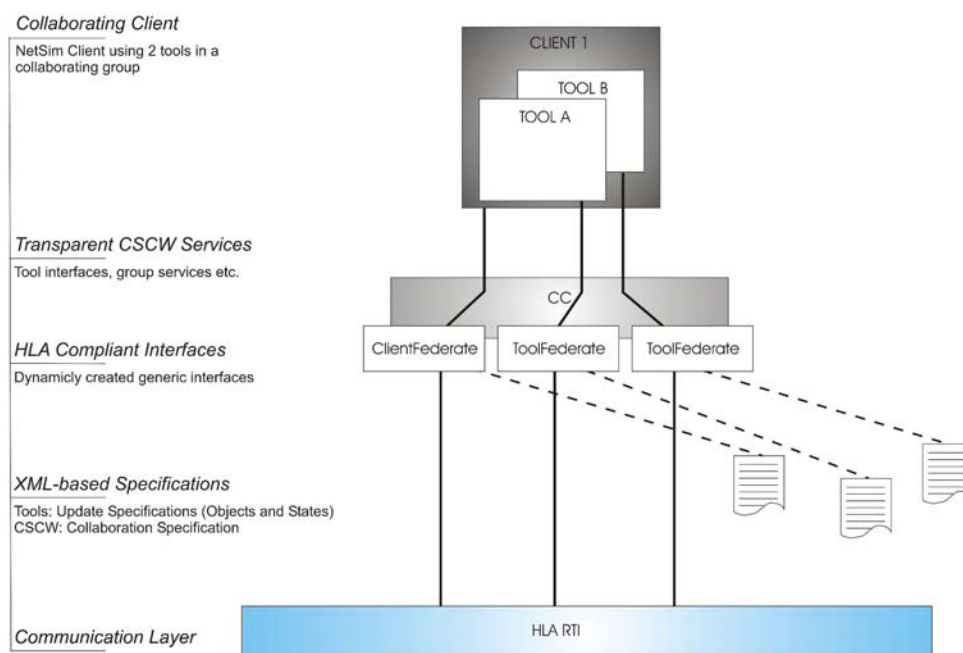 Collaborating Client
NetSim Client using 2 tools in a
collaborating group
CLIENT 1
TOOL B
TOOL A
Transparent CSCW Services
Tool interfaces, group services etc.
CC
HLA Compliant Interfaces
Dynamicly created generic interfaces
ClientFederate
ToolFederate
ToolFederate
XML-based Specifications
Tools: Update Specifications (Objects and States)
CSCW: Collaboration Specification
Communication Layer
HLA RTI